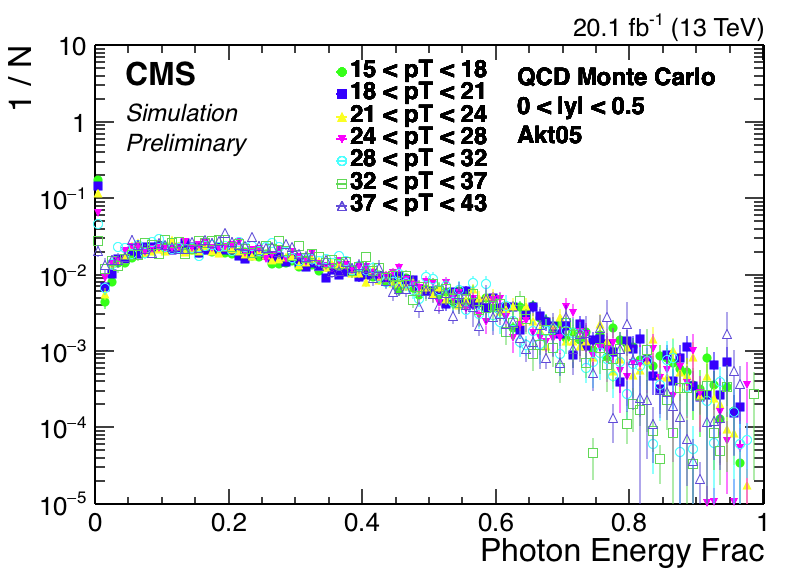 20.1 fb⁻¹ (13 TeV)
1 / N
CMS
Simulation
Preliminary
15 < pT < 18
18 < pT < 21
21 < pT < 24
24 < pT < 28
28 < pT < 32
32 < pT < 37
37 < pT < 43
QCD Monte Carlo
0 < |y| < 0.5
Akt05
10
1
10⁻¹
10⁻²
10⁻³
10⁻⁴
10⁻⁵
0 0.2 0.4 0.6 0.8 1
Photon Energy Frac